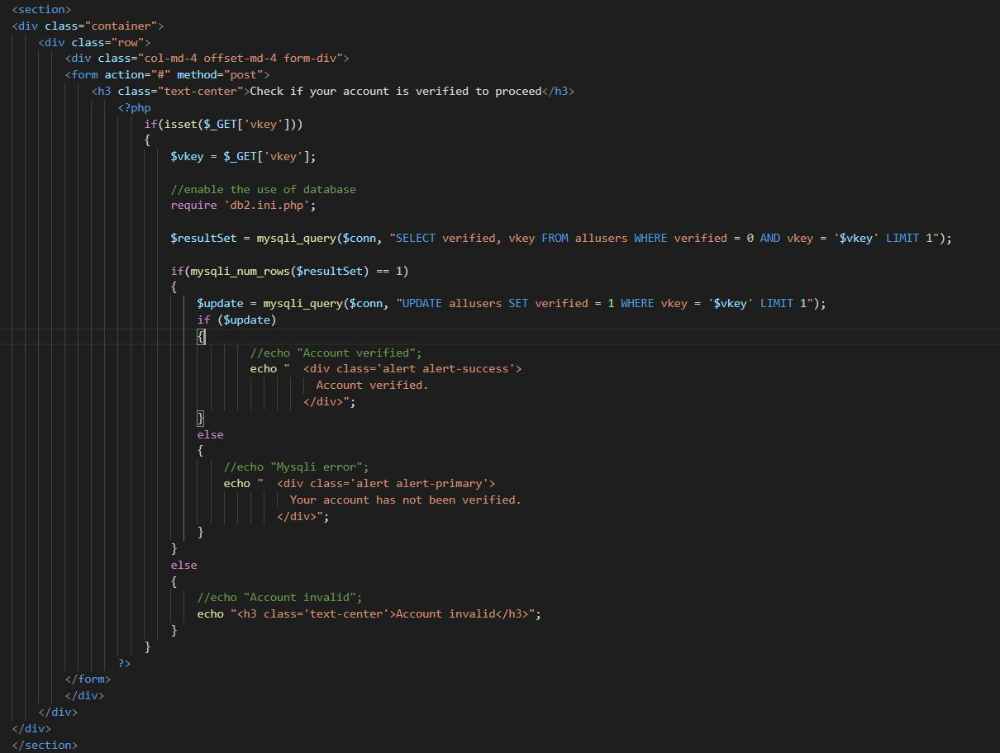 <section>
<div class="container">
<div class="row">
<div class="col-md-4 offset-md-4 form-div">
<form action="#" method="post">
<h3 class="text-center">Check if your account is verified to proceed</h3>
<?php
if(isset($_GET['vkey']))
{
$vkey = $_GET['vkey'];
//enable the use of database
require 'db2.ini.php';
$resultSet = mysqli_query($conn, "SELECT verified, vkey FROM allusers WHERE verified = 0 AND vkey = '$vkey' LIMIT 1");
if(mysqli_num_rows($resultSet) == 1)
{
$update = mysqli_query($conn, "UPDATE allusers SET verified = 1 WHERE vkey = '$vkey' LIMIT 1");
if ($update)
{
//echo "Account verified";
echo "  <div class='alert alert-success'>
Account verified.
</div>";
}
else
{
//echo "Mysqli error";
echo "  <div class='alert alert-primary'>
Your account has not been verified.
</div>";
}
}
else
{
//echo "Account invalid";
echo "<h3 class='text-center'>Account invalid</h3>";
}
}
?>
</form>
</div>
</div>
</div>
</section>